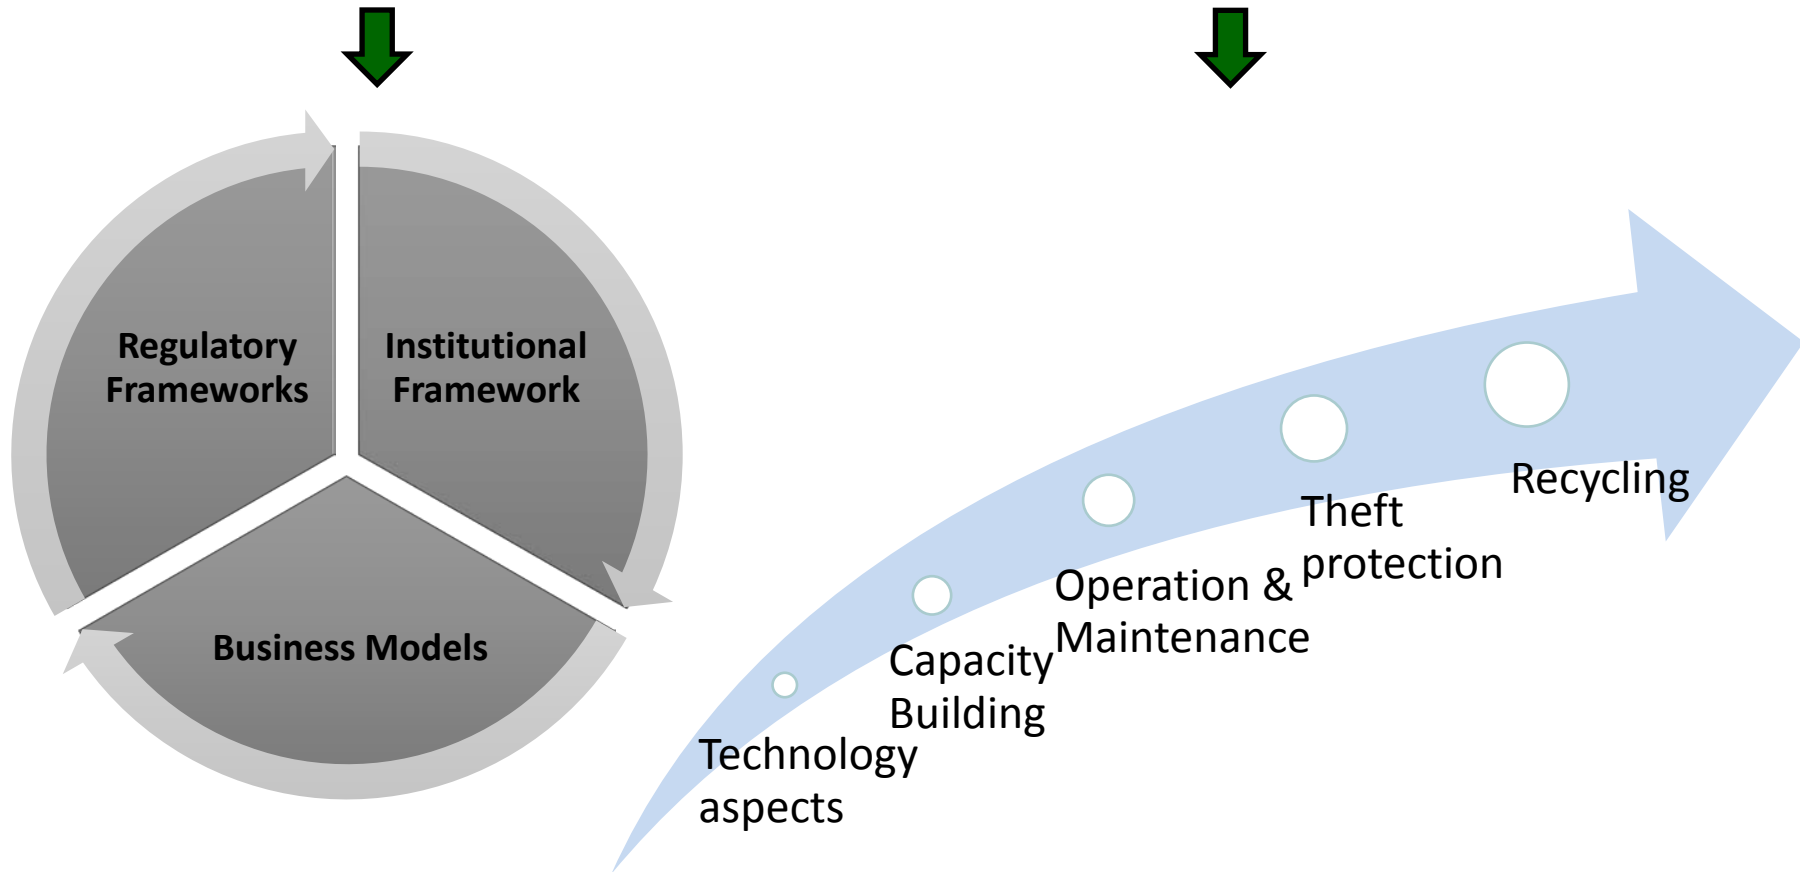 Regulatory
Frameworks
Institutional
Framework
Business Models
Technology
aspects
Capacity
Building
Operation &
Maintenance
Theft
protection
Recycling